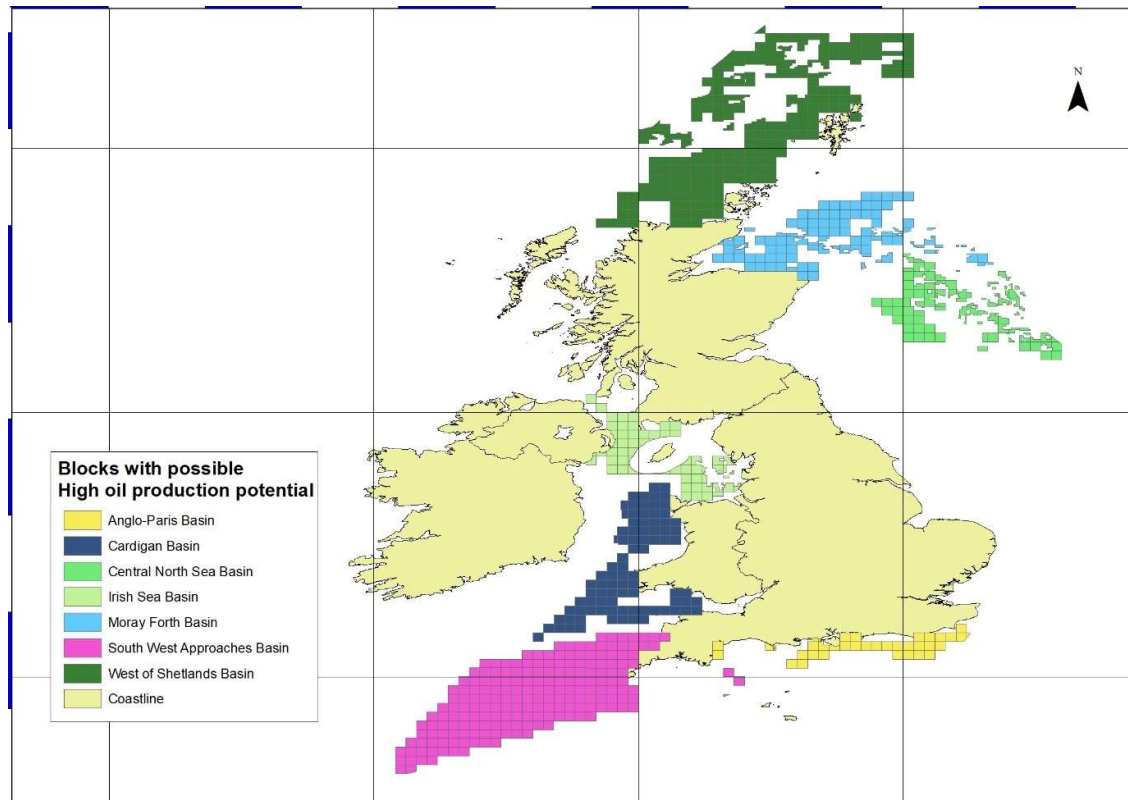 N
Blocks with possible
High oil production potential
Anglo-Paris Basin
Cardigan Basin
Central North Sea Basin
Irish Sea Basin
Moray Forth Basin
South West Approaches Basin
West of Shetlands Basin
Coastline